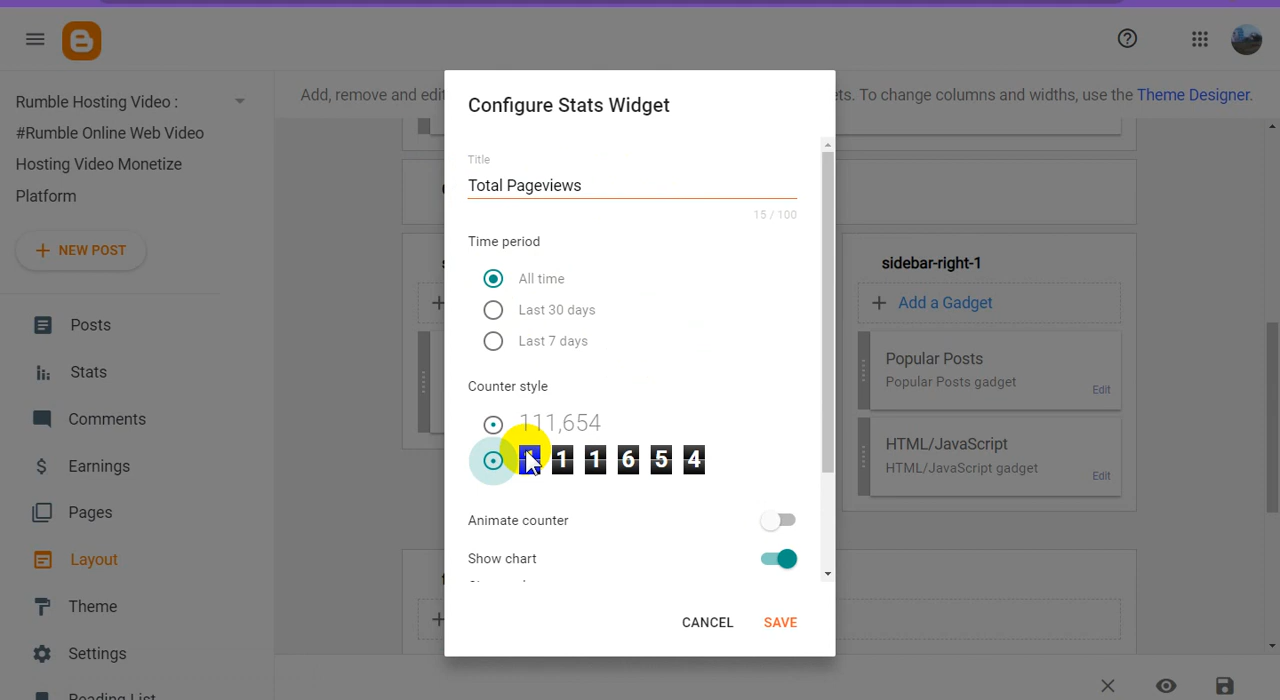 Add, remove and edit
ets. To change columns and widths, use the Theme Designer.
Rumble Hosting Video :
#Rumble Online Web Video
Hosting Video Monetize
Platform
NEW POST
Posts
Stats
Comments
Earnings
Pages
Layout
Theme
Settings
Reading List
Configure Stats Widget
Title
Total Pageviews
15 / 100
Time period
All time
Last 30 days
Last 7 days
Counter style
111,654
1 1 1 6 5 4
Animate counter
Show chart
CANCEL
SAVE
sidebar-right-1
Add a Gadget
Popular Posts
Popular Posts gadget
Edit
HTML/JavaScript
HTML/JavaScript gadget
Edit